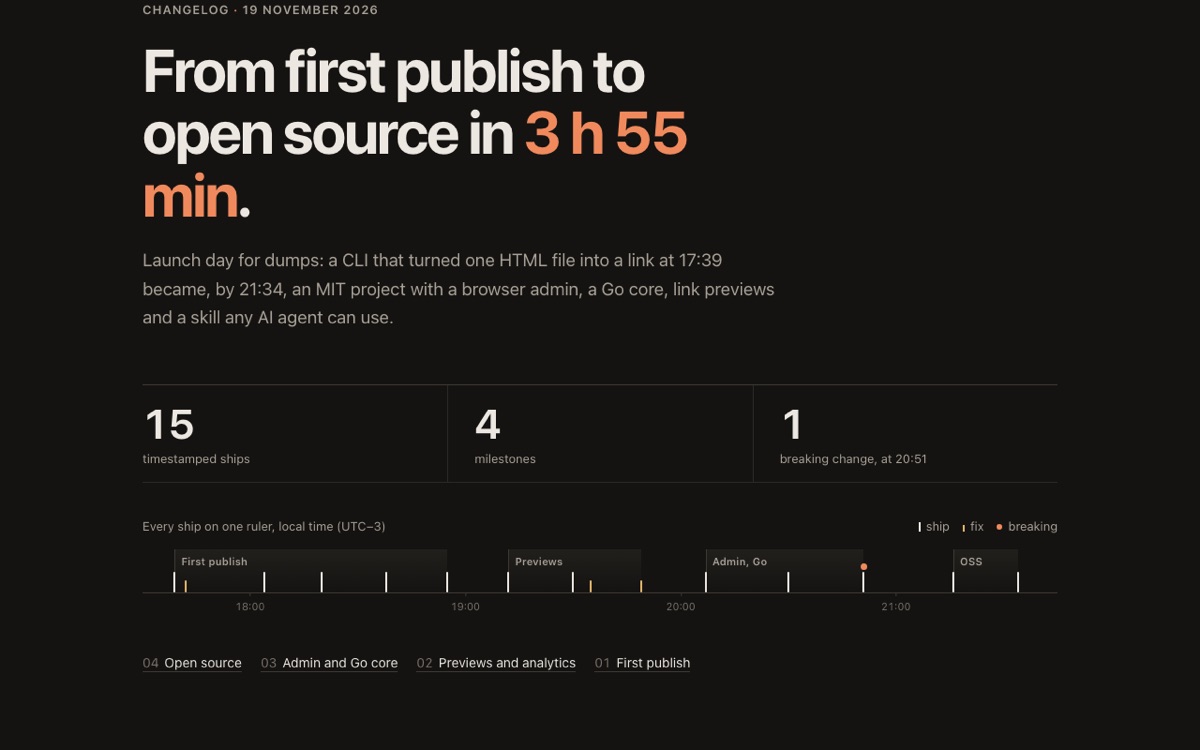 CHANGELOG · 19 NOVEMBER 2026
From first publish to
open source in 3 h 55
min.
Launch day for dumps: a CLI that turned one HTML file into a link at 17:39
became, by 21:34, an MIT project with a browser admin, a Go core, link previews
and a skill any AI agent can use.
15
timestamped ships
4
milestones
1
breaking change, at 20:51
Every ship on one ruler, local time (UTC−3)
ship fix breaking
First publish Previews Admin, Go OSS
18:00 19:00 20:00 21:00
04 Open source 03 Admin and Go core 02 Previews and analytics 01 First publish